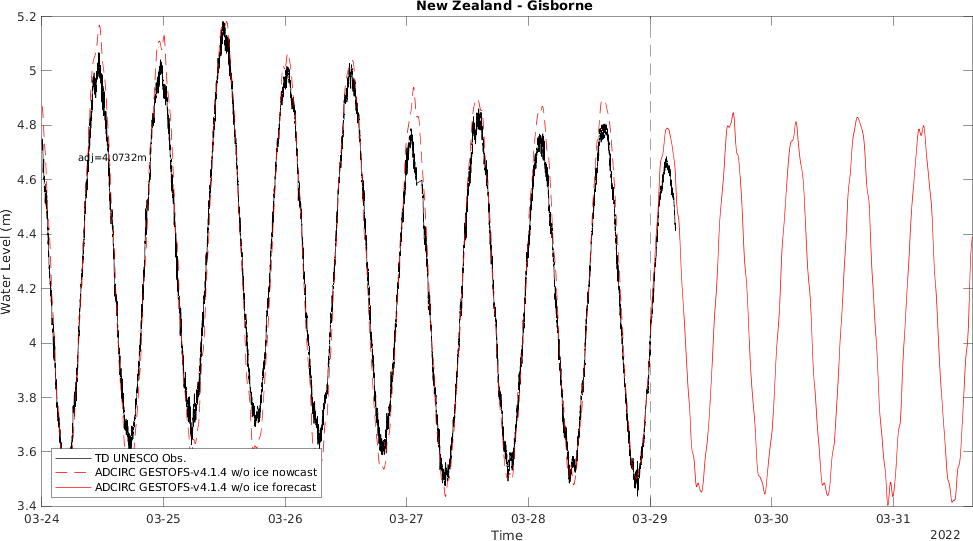 New Zealand - Gisborne
5.2
5
4.8
4.6
4.4
4.2
4
3.8
3.6
3.4
Water Level (m)
adj=4.0732m
TD UNESCO Obs.
ADCIRC GESTOFS-v4.1.4 w/o ice nowcast
ADCIRC GESTOFS-v4.1.4 w/o ice forecast
03-24 03-25 03-26 03-27 03-28 03-29 03-30 03-31
Time
2022